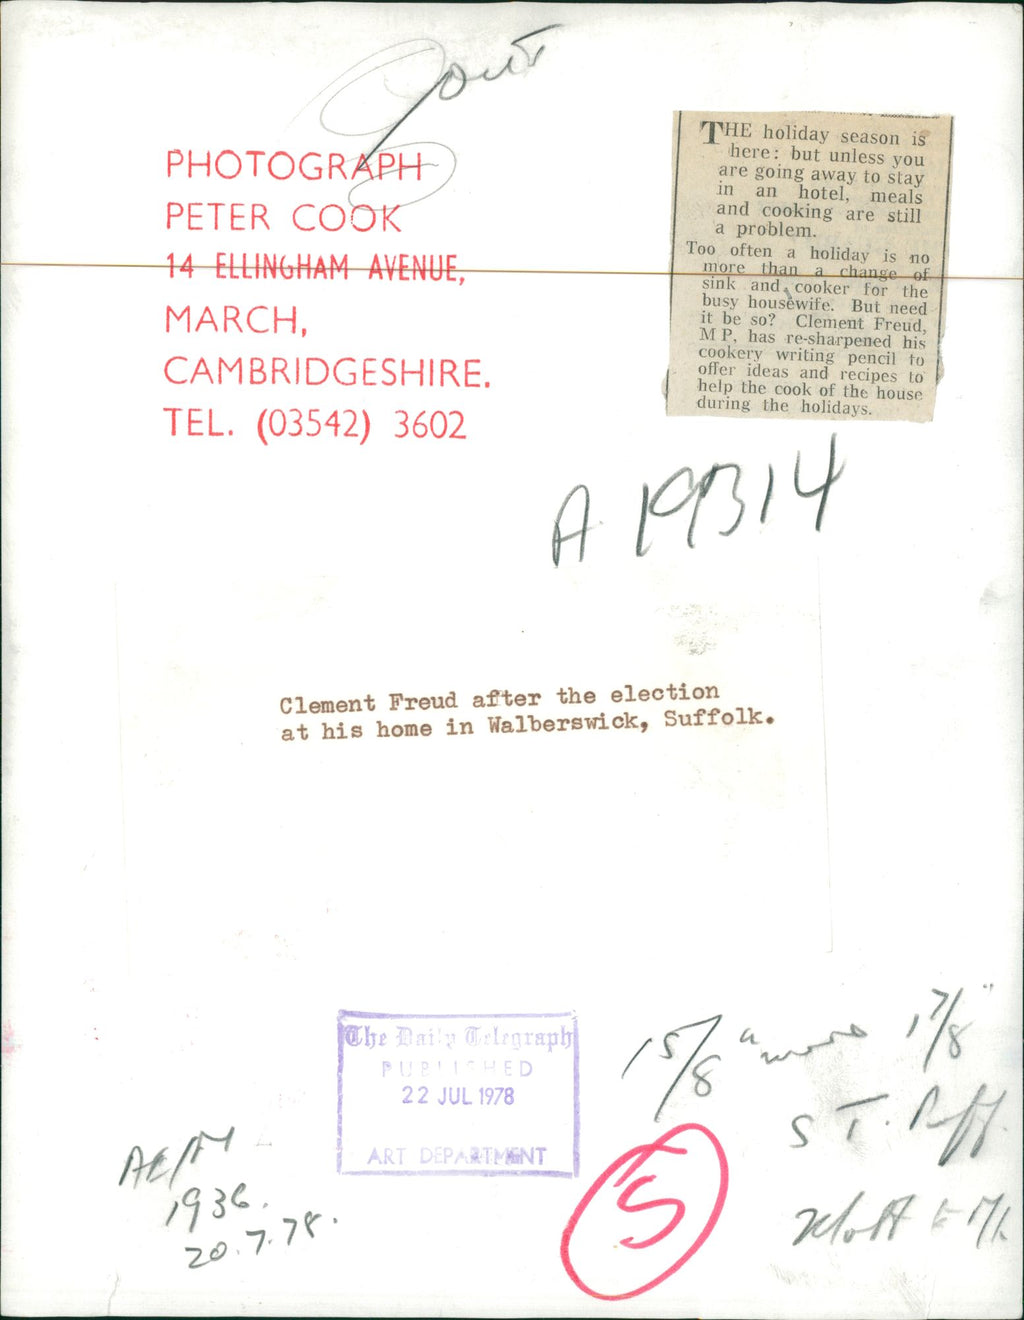 PHOTOGRAPH
PETER COOK
14 ELLINGHAM AVENUE,
MARCH,
CAMBRIDGESHIRE.
TEL. (03542) 3602
THE holiday season is
here: but unless you
are going away to stay
in an hotel, meals
and cooking are still
a problem.
Too often a holiday is no
more than a change of
sink and cooker for the
busy housewife. But need
it be so? Clement Freud,
MP, has re-sharpened his
cookery writing pencil to
offer ideas and recipes to
help the cook of the house
during the holidays.
A 19314
Clement Freud after the election
at his home in Walberswick, Suffolk.
The Daily Telegraph
PUBLISHED
22 JUL 1978
ART DEPARTMENT
15/8" 17/8"
S T.
1936.
20.7.78.
S